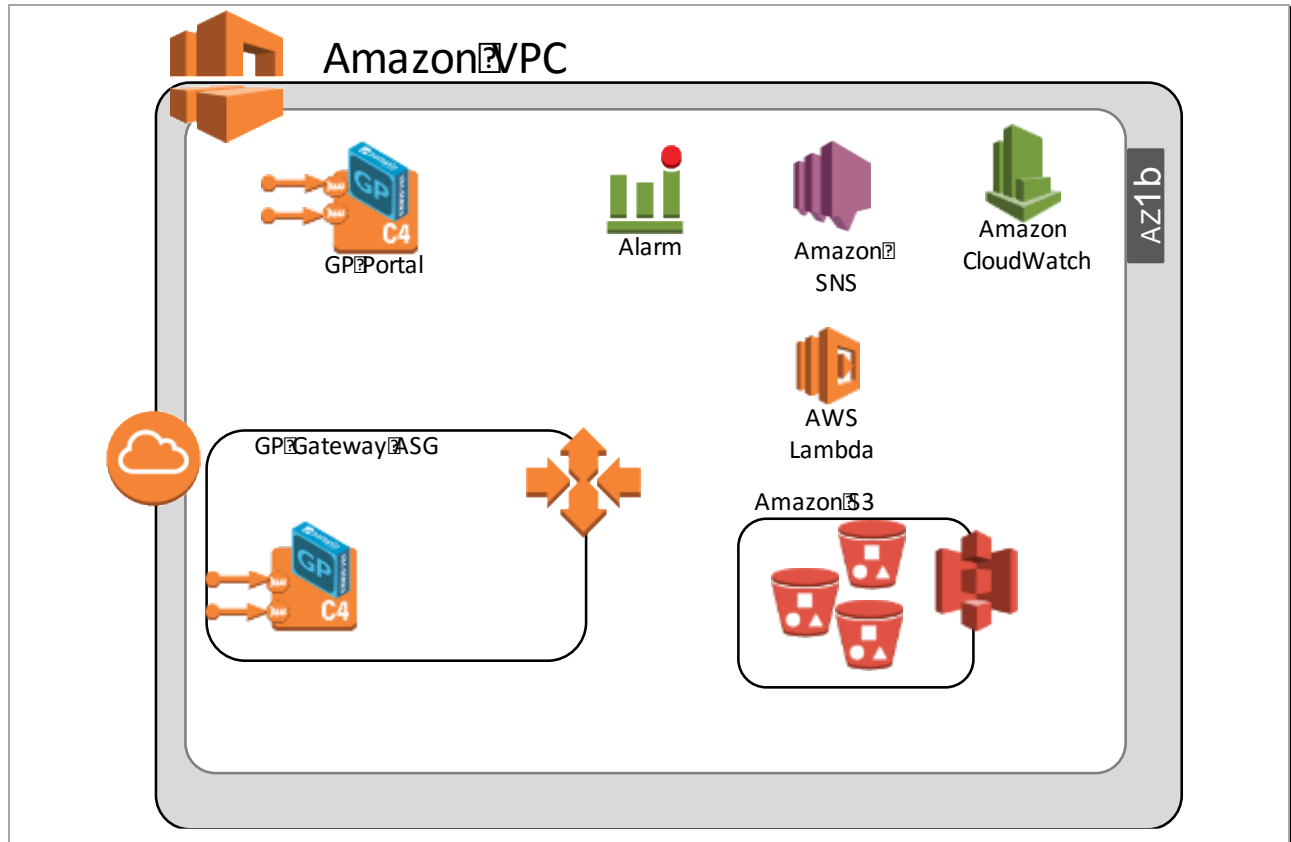 Amazon VPC
AZ1b
GP
C4
GP Portal
Alarm
Amazon
SNS
Amazon
CloudWatch
AWS
Lambda
GP Gateway ASG
GP
C4
Amazon S3